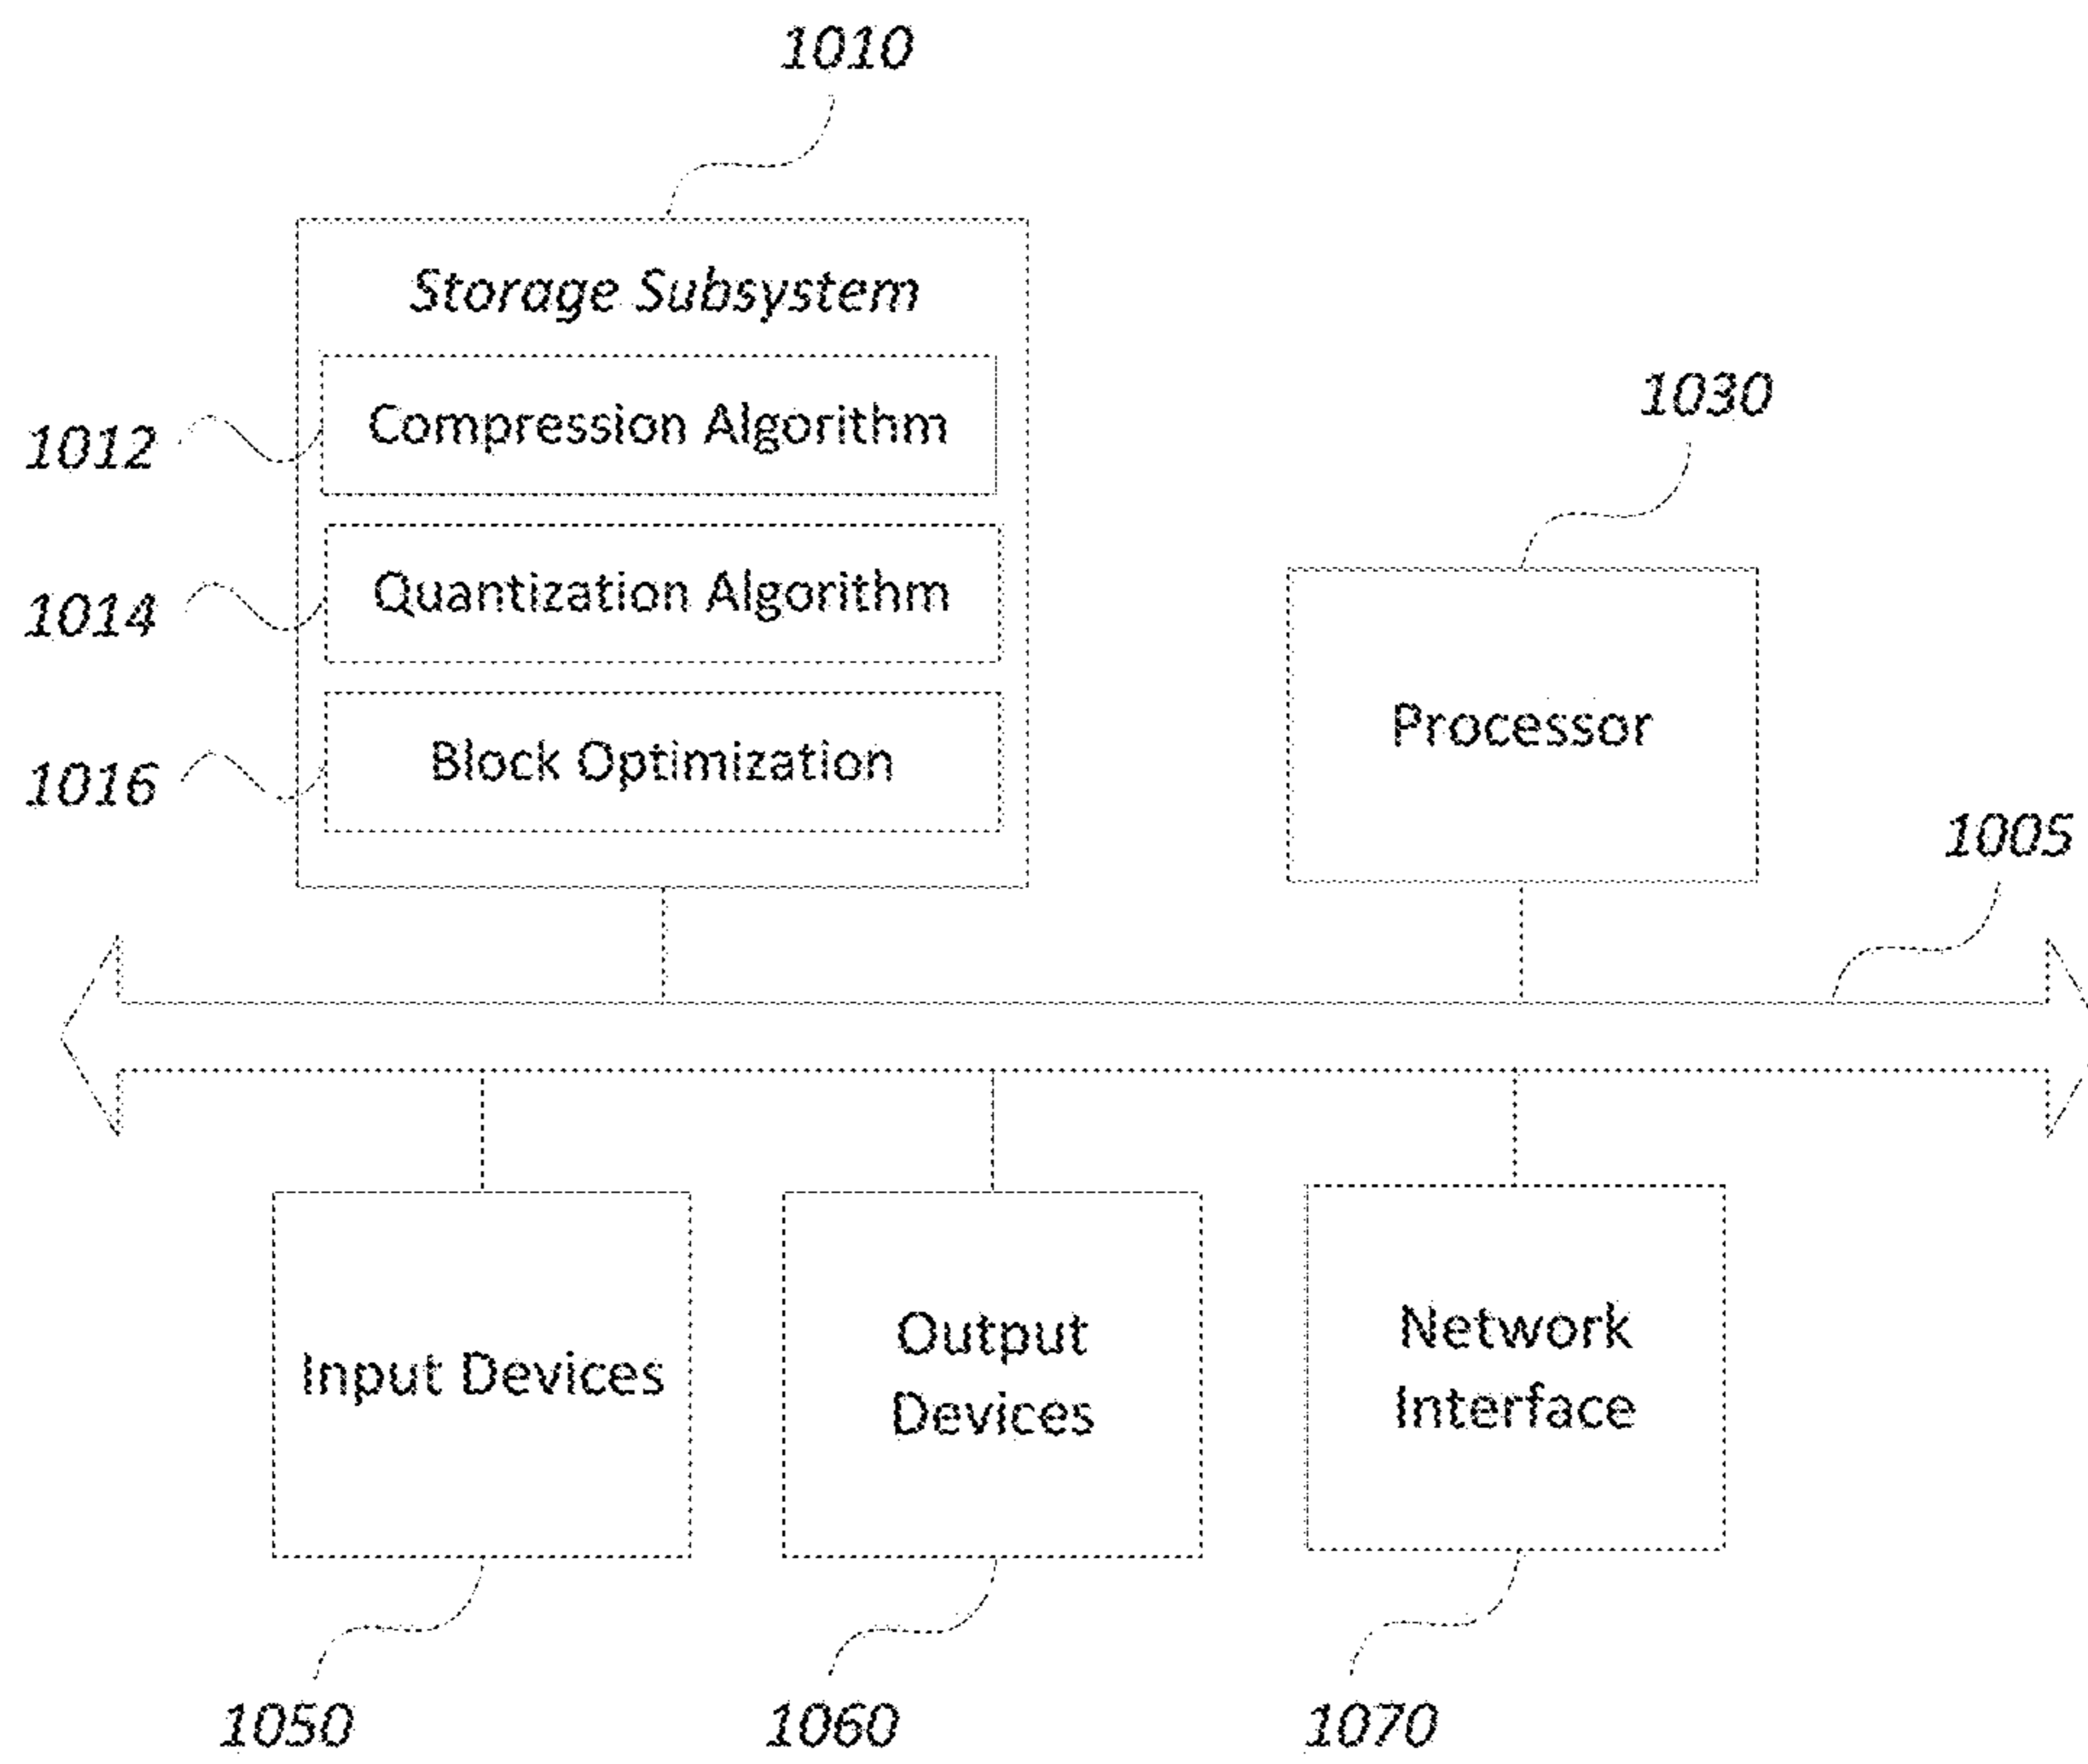 1010
Storage Subsystem
1012
Compression Algorithm
1030
1014
Quantization Algorithm
1016
Block Optimization
Processor
1005
Input Devices
Output
Devices
Network
Interface
1050
1060
1070